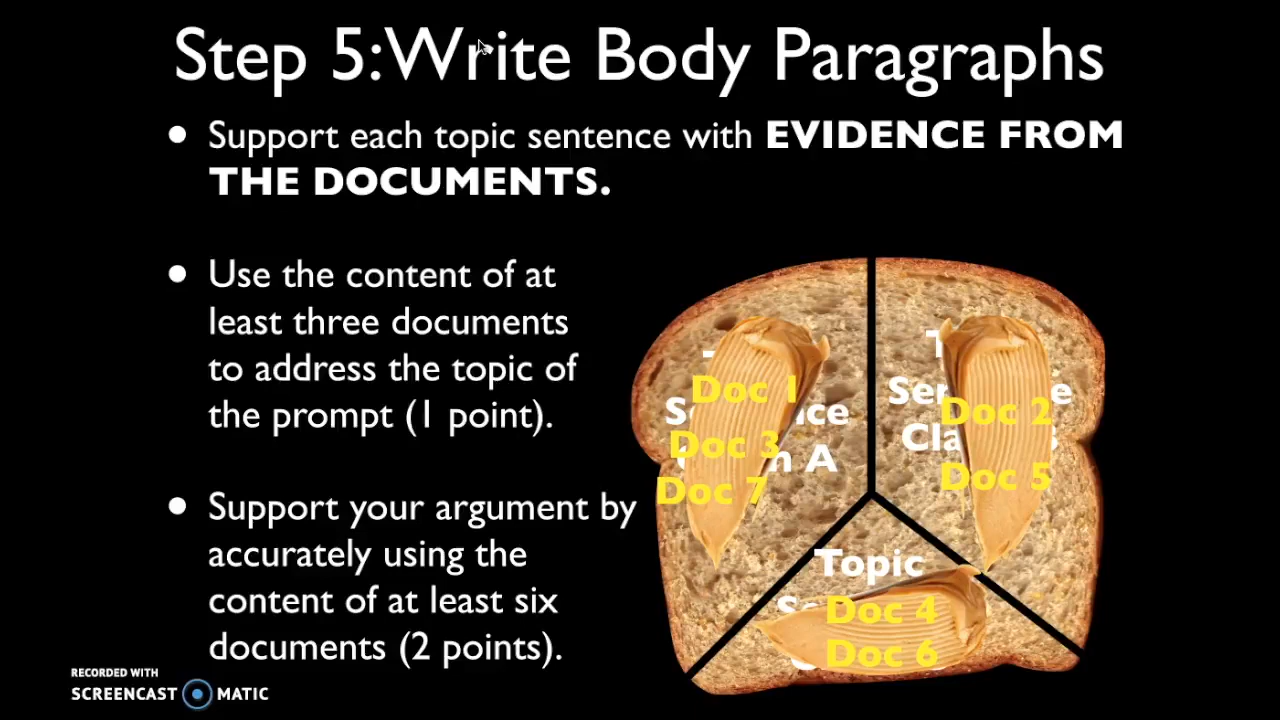 Step 5:Write Body Paragraphs
• Support each topic sentence with EVIDENCE FROM
THE DOCUMENTS.
• Use the content of at
least three documents
to address the topic of
the prompt (1 point).
• Support your argument by
accurately using the
content of at least six
documents (2 points).
Doc 1
Doc 3
A
Doc 7
Doc 2
Doc 5
Topic
Doc 4
Doc 6
RECORDED WITH
SCREENCAST MATIC